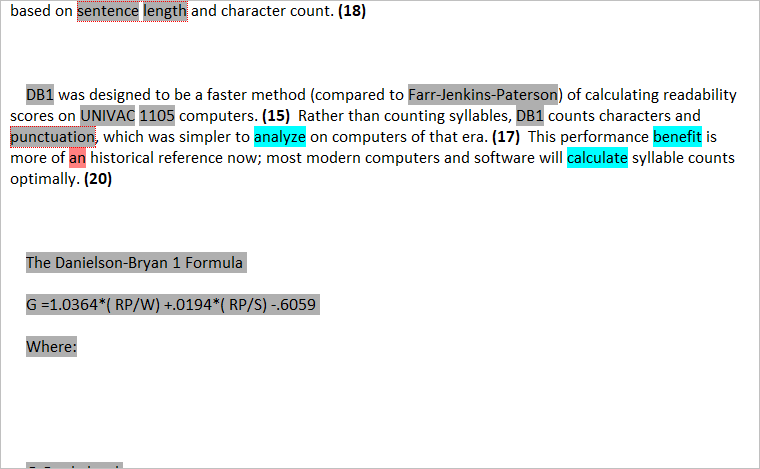 based on sentence length and character count. (18)
DB1 was designed to be a faster method (compared to Farr-Jenkins-Paterson) of calculating readability
scores on UNIVAC 1105 computers. (15) Rather than counting syllables, DB1 counts characters and
punctuation, which was simpler to analyze on computers of that era. (17) This performance benefit is
more of an historical reference now; most modern computers and software will calculate syllable counts
optimally. (20)
The Danielson-Bryan 1 Formula
G =1.0364*( RP/W) +.0194*( RP/S) -.6059
Where: